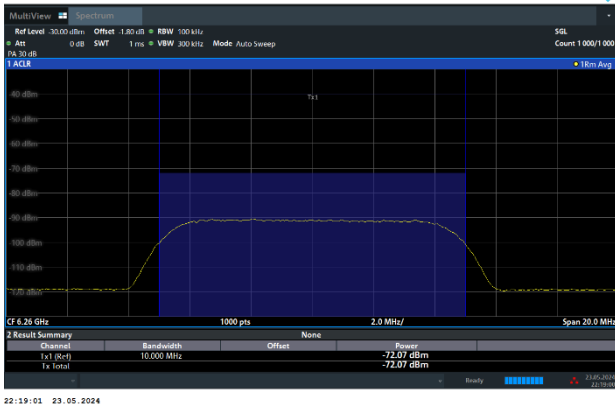 MultiView Spectrum
Ref Level -30.00 dBm Offset -1.80 dB RBW 100 kHz SGL
Att 0 dB SWT 1 ms VBW 300 kHz Mode Auto Sweep Count 1000/1000
PA 30 dB
1 ACLR 1Rm Avg
Tx1
-40 dBm
-50 dBm
-60 dBm
-70 dBm
-80 dBm
-90 dBm
-100 dBm
-110 dBm
-120 dBm
CF 6.26 GHz 1000 pts 2.0 MHz/ Span 20.0 MHz
2 Result Summary None
Channel Bandwidth Offset Power
Tx1 (Ref) 10.000 MHz -72.07 dBm
Tx Total -72.07 dBm
Ready 23.05.2024
22:19:01
22:19:01 23.05.2024